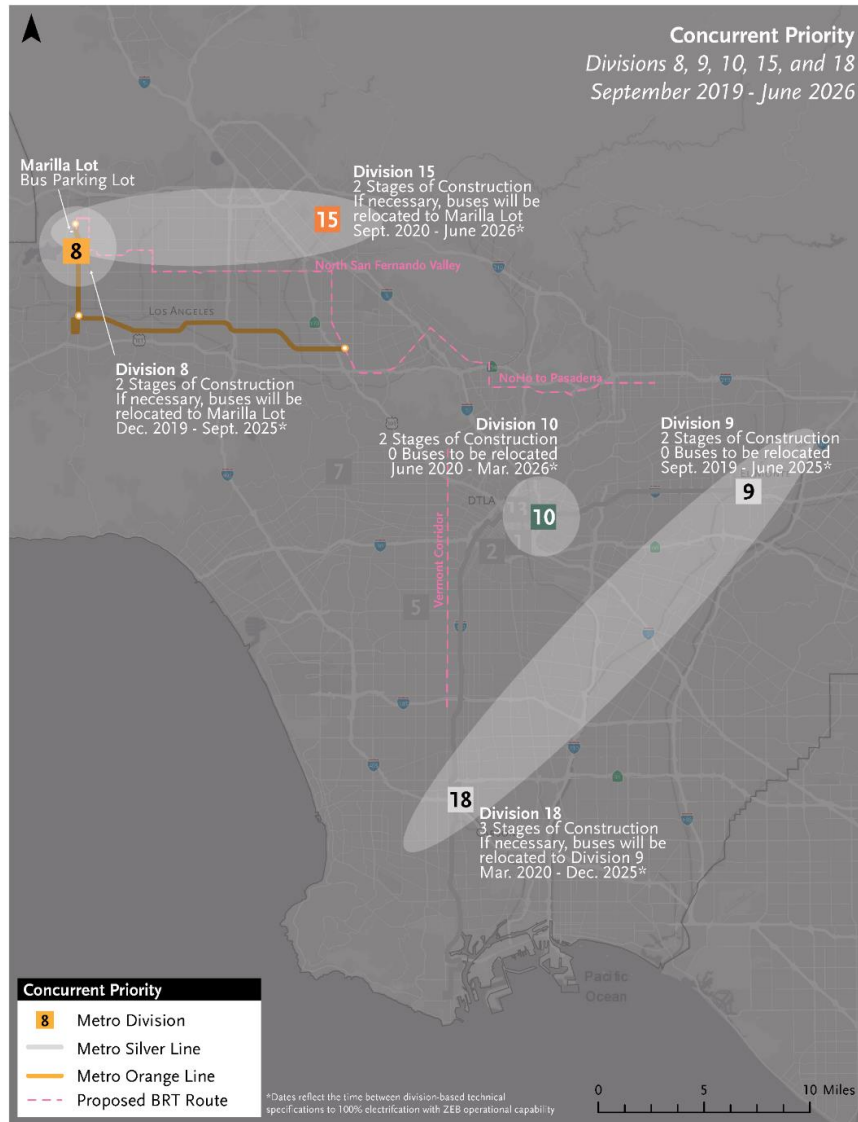 Concurrent Priority
Divisions 8, 9, 10, 15, and 18
September 2019 - June 2026
Marilla Lot
Bus Parking Lot
Division 15
2 Stages of Construction
If necessary, buses will be
relocated to Marilla Lot
Sept. 2020 - June 2026*
15
8
North San Fernando Valley
Los Angeles
Division 8
2 Stages of Construction
If necessary, buses will be
relocated to Marilla Lot
Dec. 2019 - Sept. 2025*
NoHo to Pasadena
Division 10
2 Stages of Construction
0 Buses to be relocated
June 2020 - Mar. 2026*
Division 9
2 Stages of Construction
0 Buses to be relocated
Sept. 2019 - June 2025*
7
9
DTLA
10
2
Vermont Corridor
5
18
Division 18
3 Stages of Construction
If necessary, buses will be
relocated to Division 9
Mar. 2020 - Dec. 2025*
Pacific
Ocean
Concurrent Priority
8 Metro Division
Metro Silver Line
Metro Orange Line
Proposed BRT Route
*Dates reflect the time between division-based technical
specifications to 100% electrifcation with ZEB operational capability
0 5 10 Miles